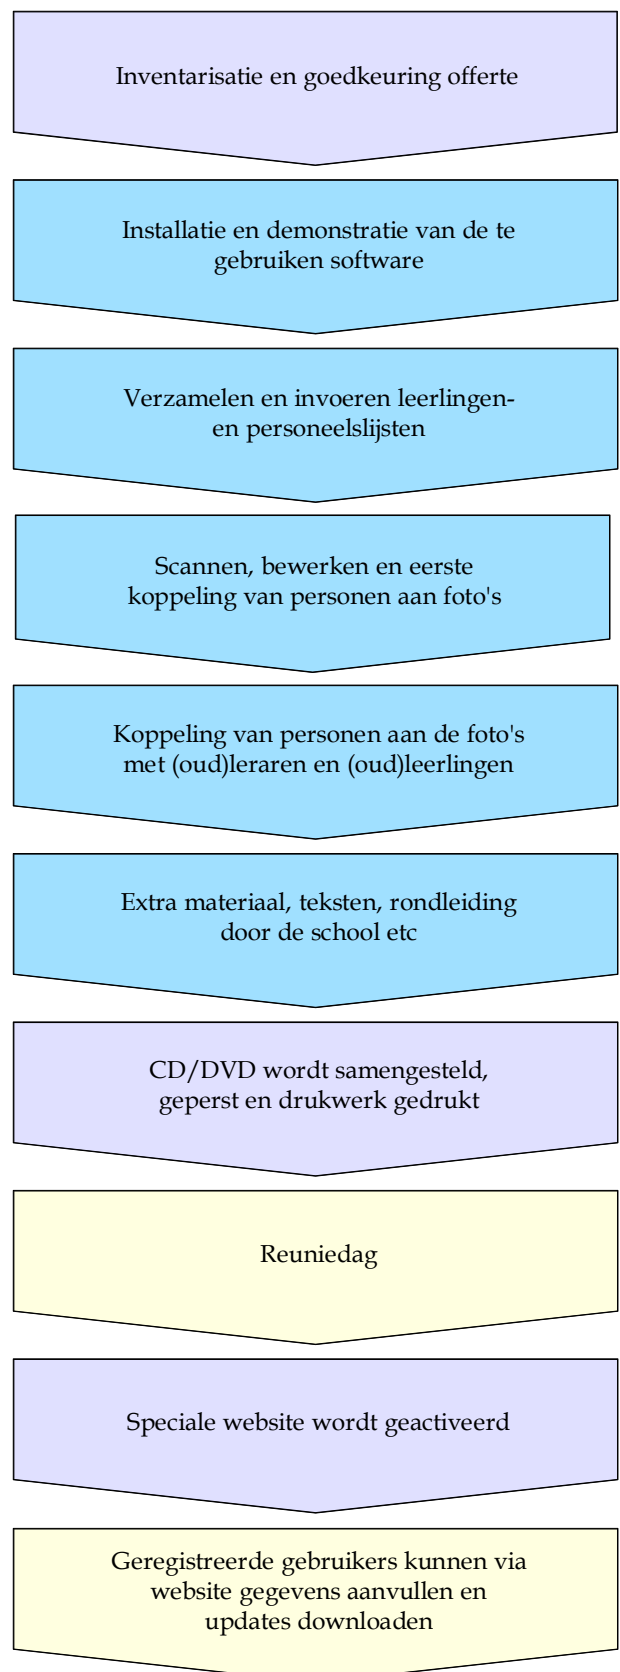 Inventarisatie en goedkeuring offerte
Installatie en demonstratie van de te
gebruiken software
Verzamelen en invoeren leerlingen-
en personeelslijsten
Scannen, bewerken en eerste
koppeling van personen aan foto's
Koppeling van personen aan de foto's
met (oud)leraren en (oud)leerlingen
Extra materiaal, teksten, rondleiding
door de school etc
CD/DVD wordt samengesteld,
geperst en drukwerk gedrukt
Reuniedag
Speciale website wordt geactiveerd
Geregistreerde gebruikers kunnen via
website gegevens aanvullen en
updates downloaden